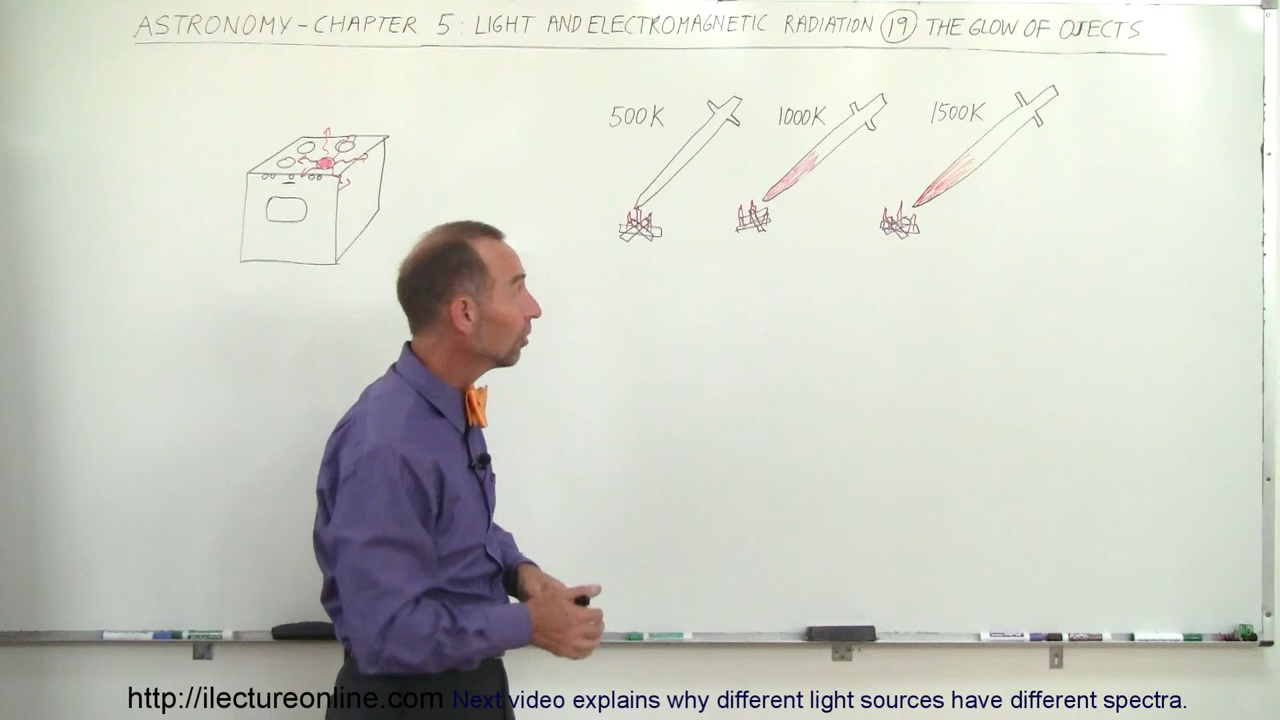 ASTRONOMY - CHAPTER 5: LIGHT AND ELECTROMAGNETIC RADIATION 19 THE GLOW OF OJECTS
500K 1000K 1500K
http://ilectureonline.com Next video explains why different light sources have different spectra.